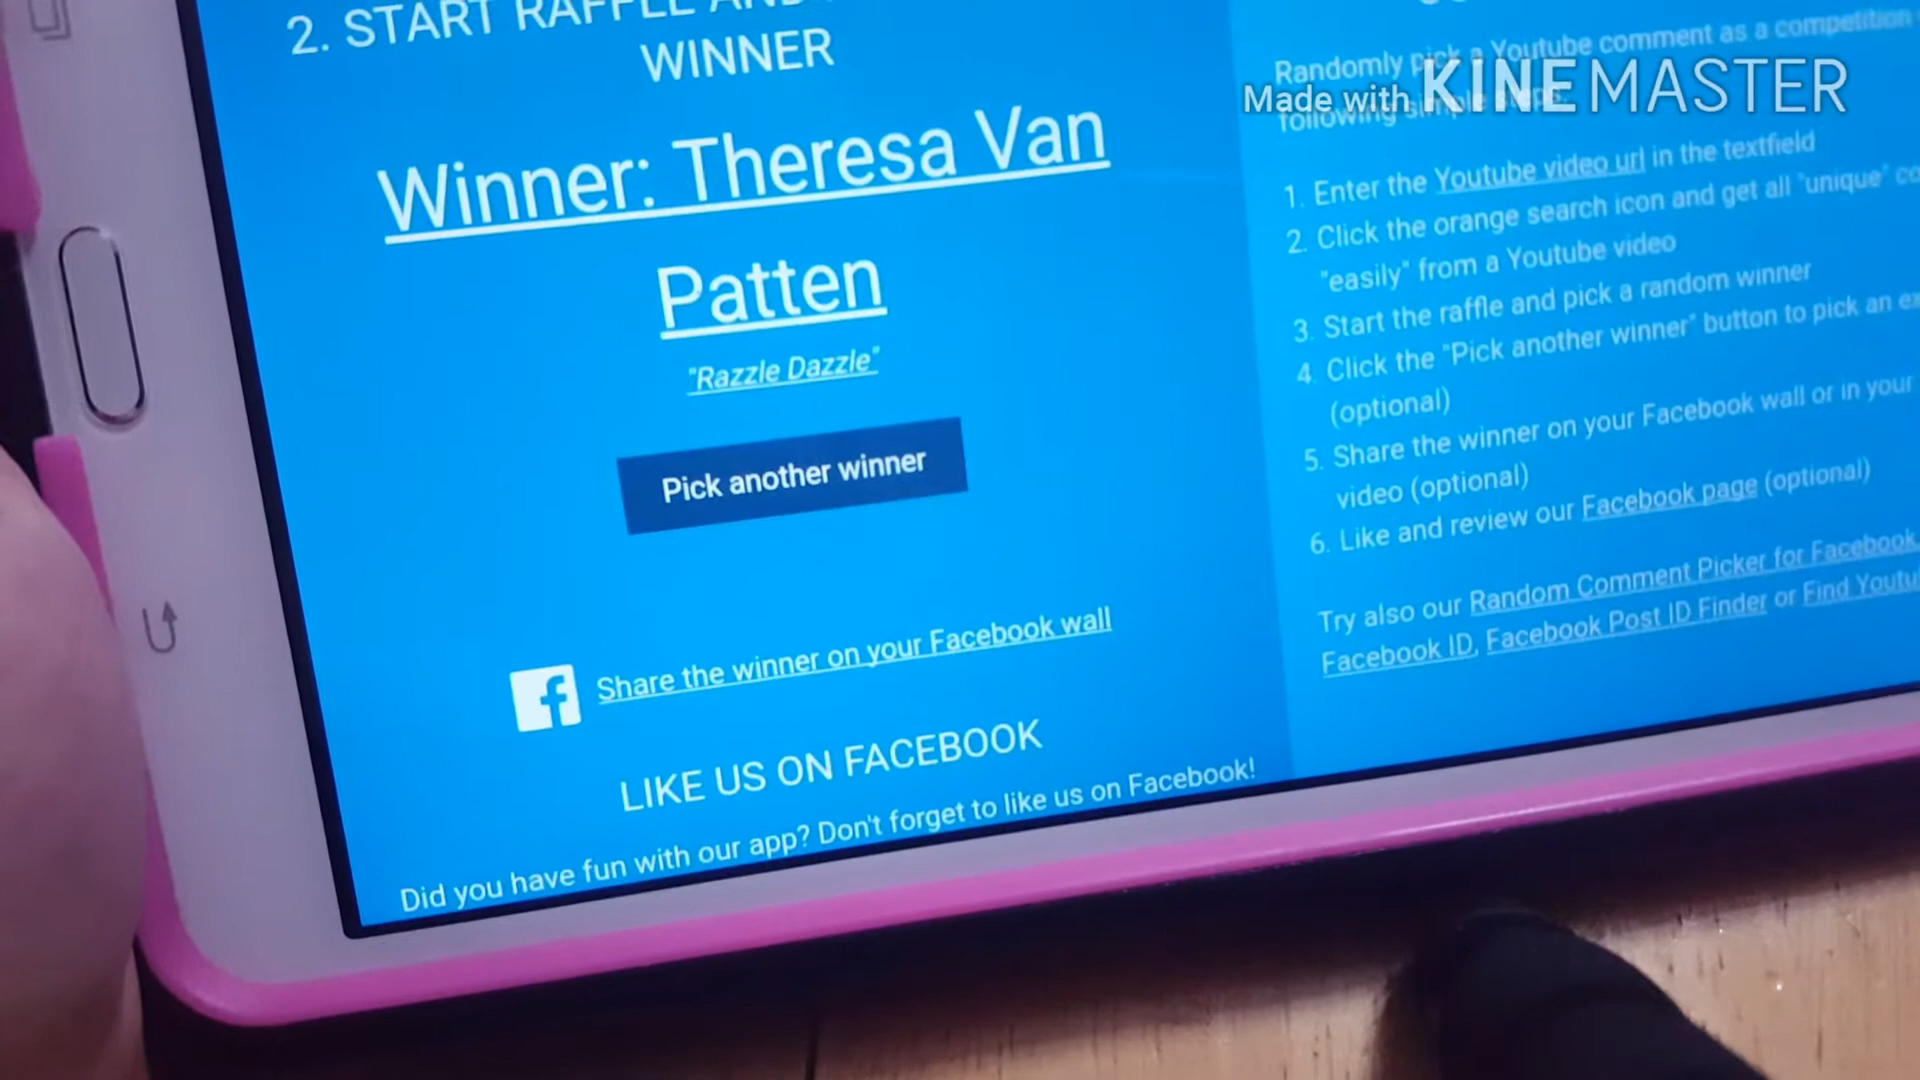 2. START RAFFLE AND
WINNER
Winner: Theresa Van
Patten
"Razzle Dazzle"
Pick another winner
Share the winner on your Facebook wall
LIKE US ON FACEBOOK
Did you have fun with our app? Don't forget to like us on Facebook!
Randomly pick a Youtube comment as a competition
Made with KINEMASTER
following simple steps:
1. Enter the Youtube video url in the textfield
2. Click the orange search icon and get all "unique"
"easily" from a Youtube video
3. Start the raffle and pick a random winner
4. Click the "Pick another winner" button to pick an
(optional)
5. Share the winner on your Facebook wall or in your
video (optional)
6. Like and review our Facebook page (optional)
Try also our Random Comment Picker for Facebook,
Facebook ID, Facebook Post ID Finder or Find